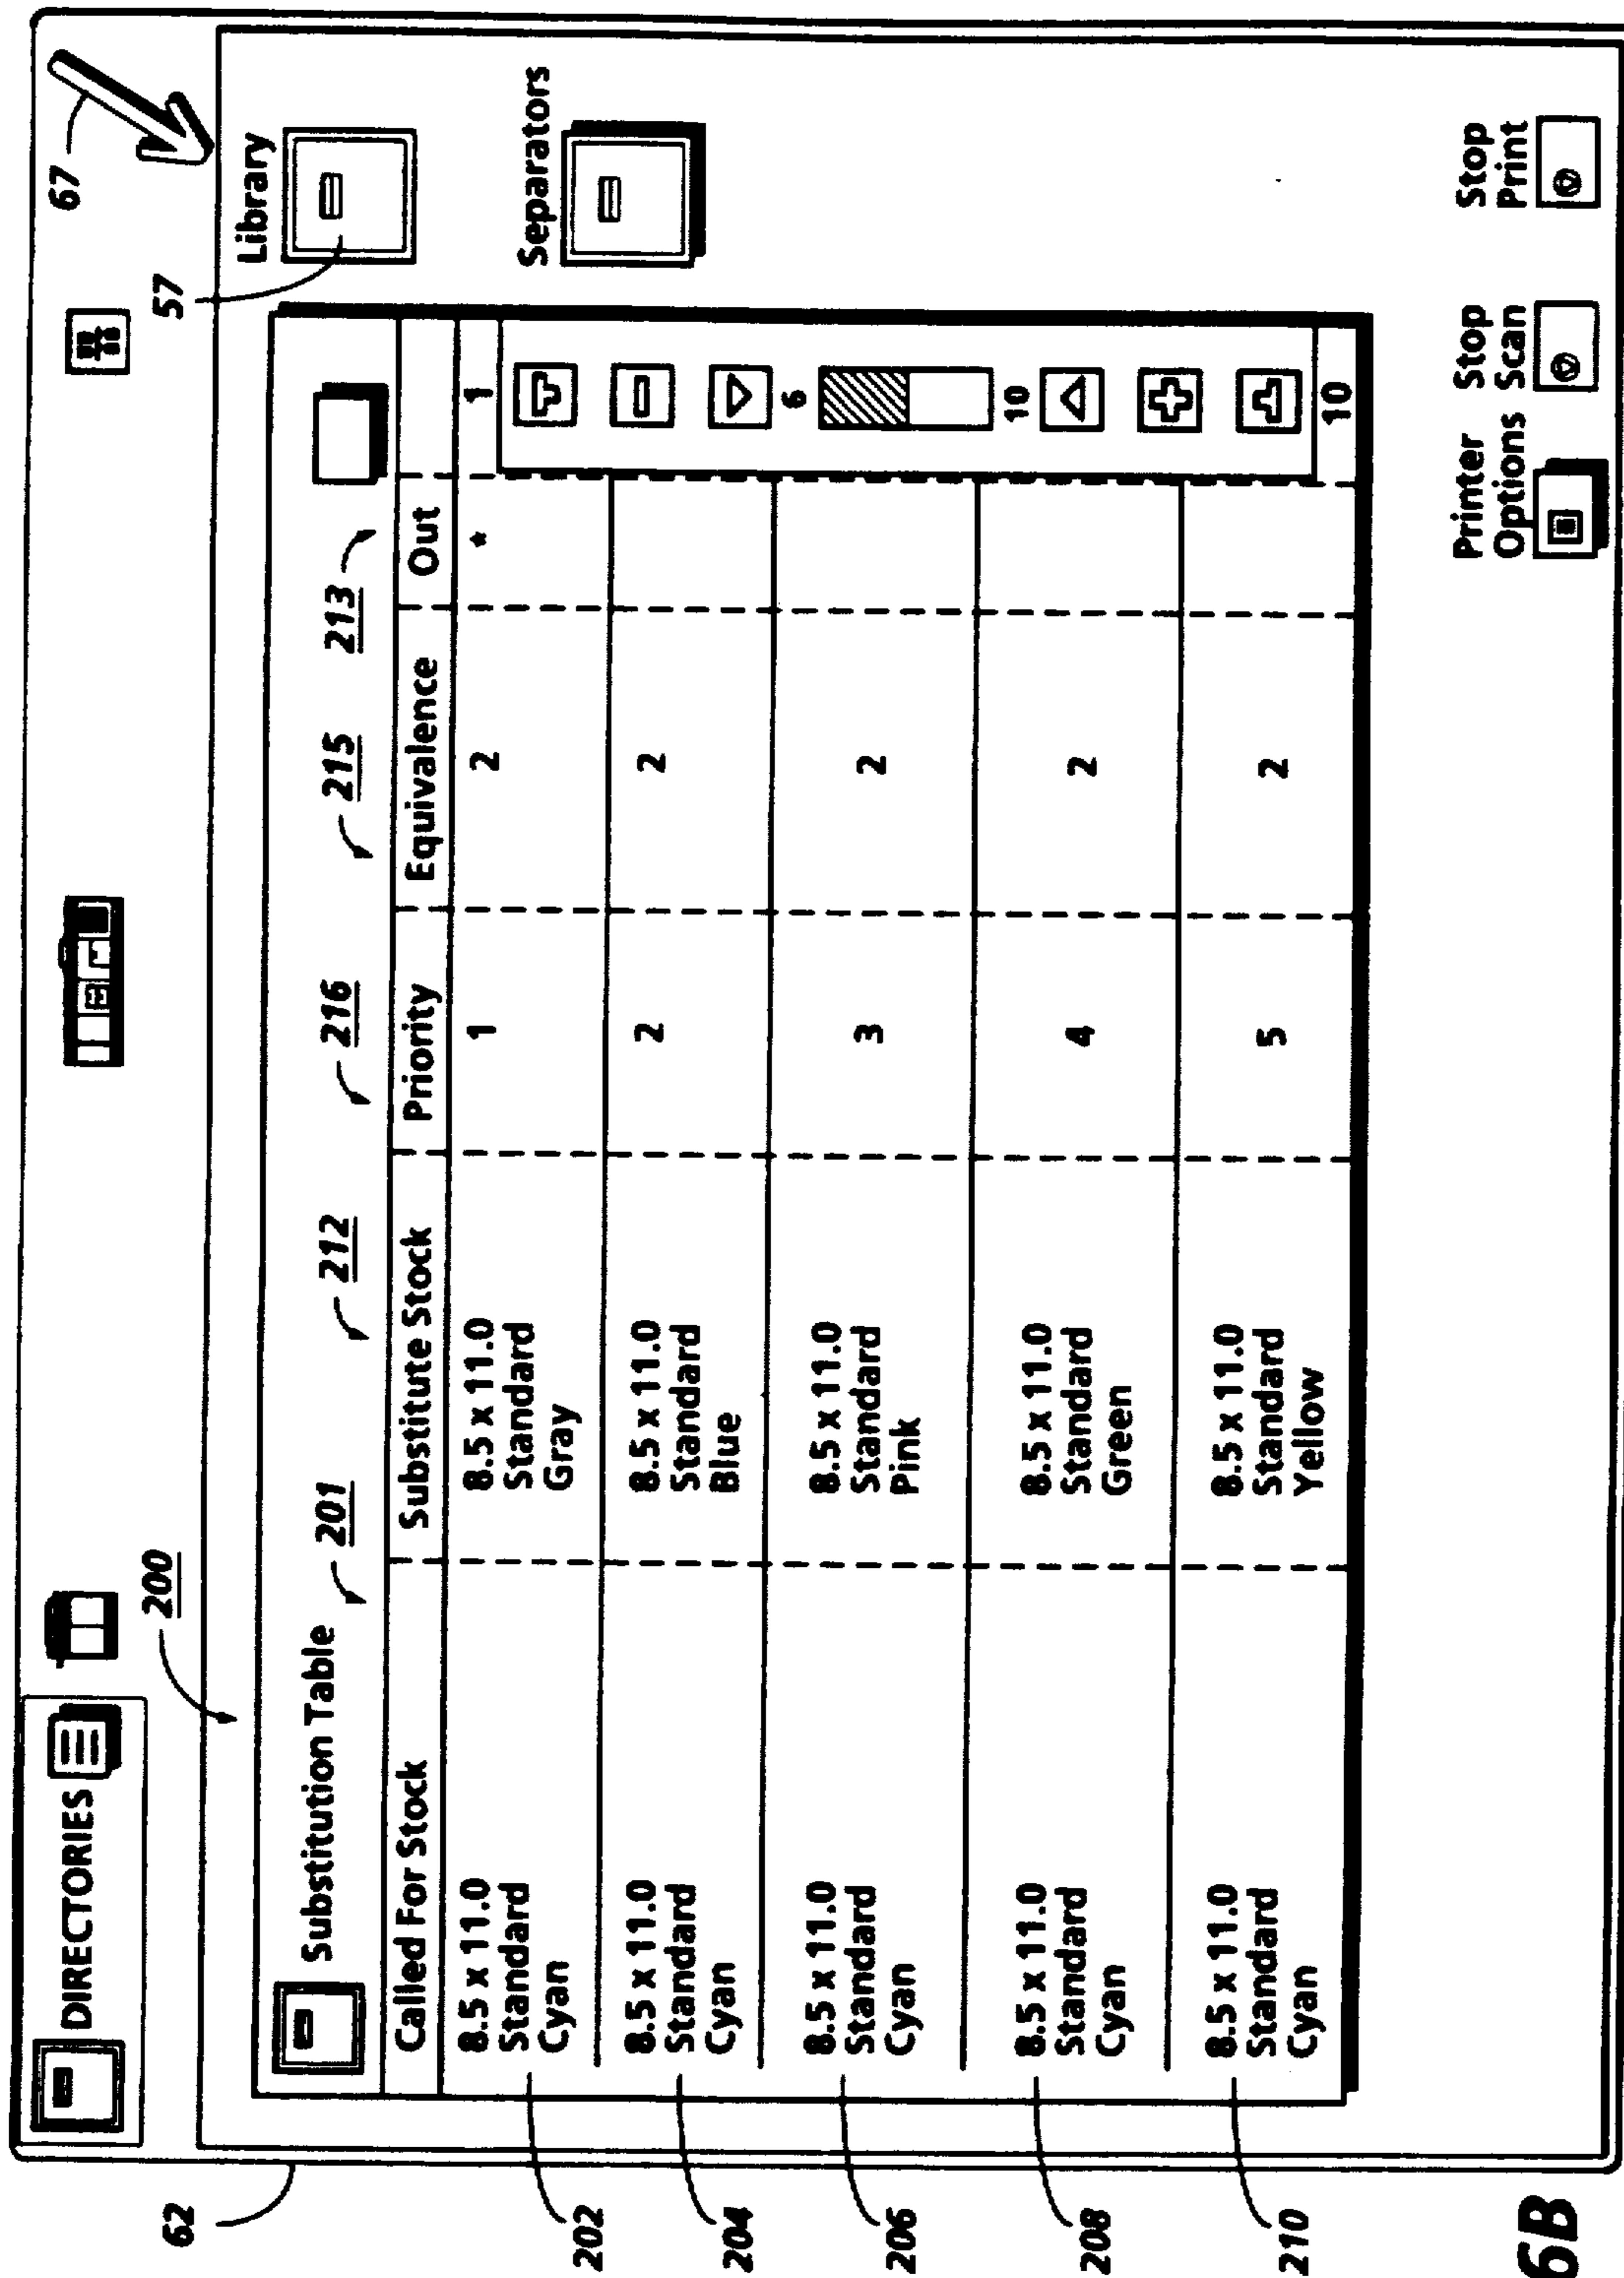 67
DIRECTORIES
57
200
62
Library
Substitution Table
201
212
216
215
213
Called For Stock
Substitute Stock
Priority
Equivalence
Out
202
8.5 x 11.0
Standard
Cyan
8.5 x 11.0
Standard
Gray
1
2
*
1
204
8.5 x 11.0
Standard
Cyan
8.5 x 11.0
Standard
Blue
2
2
206
8.5 x 11.0
Standard
Cyan
8.5 x 11.0
Standard
Pink
3
2
6
208
8.5 x 11.0
Standard
Cyan
8.5 x 11.0
Standard
Green
4
2
10
210
8.5 x 11.0
Standard
Cyan
8.5 x 11.0
Standard
Yellow
5
2
10
Separators
Printer
Options
Stop
Scan
Stop
Print
6B